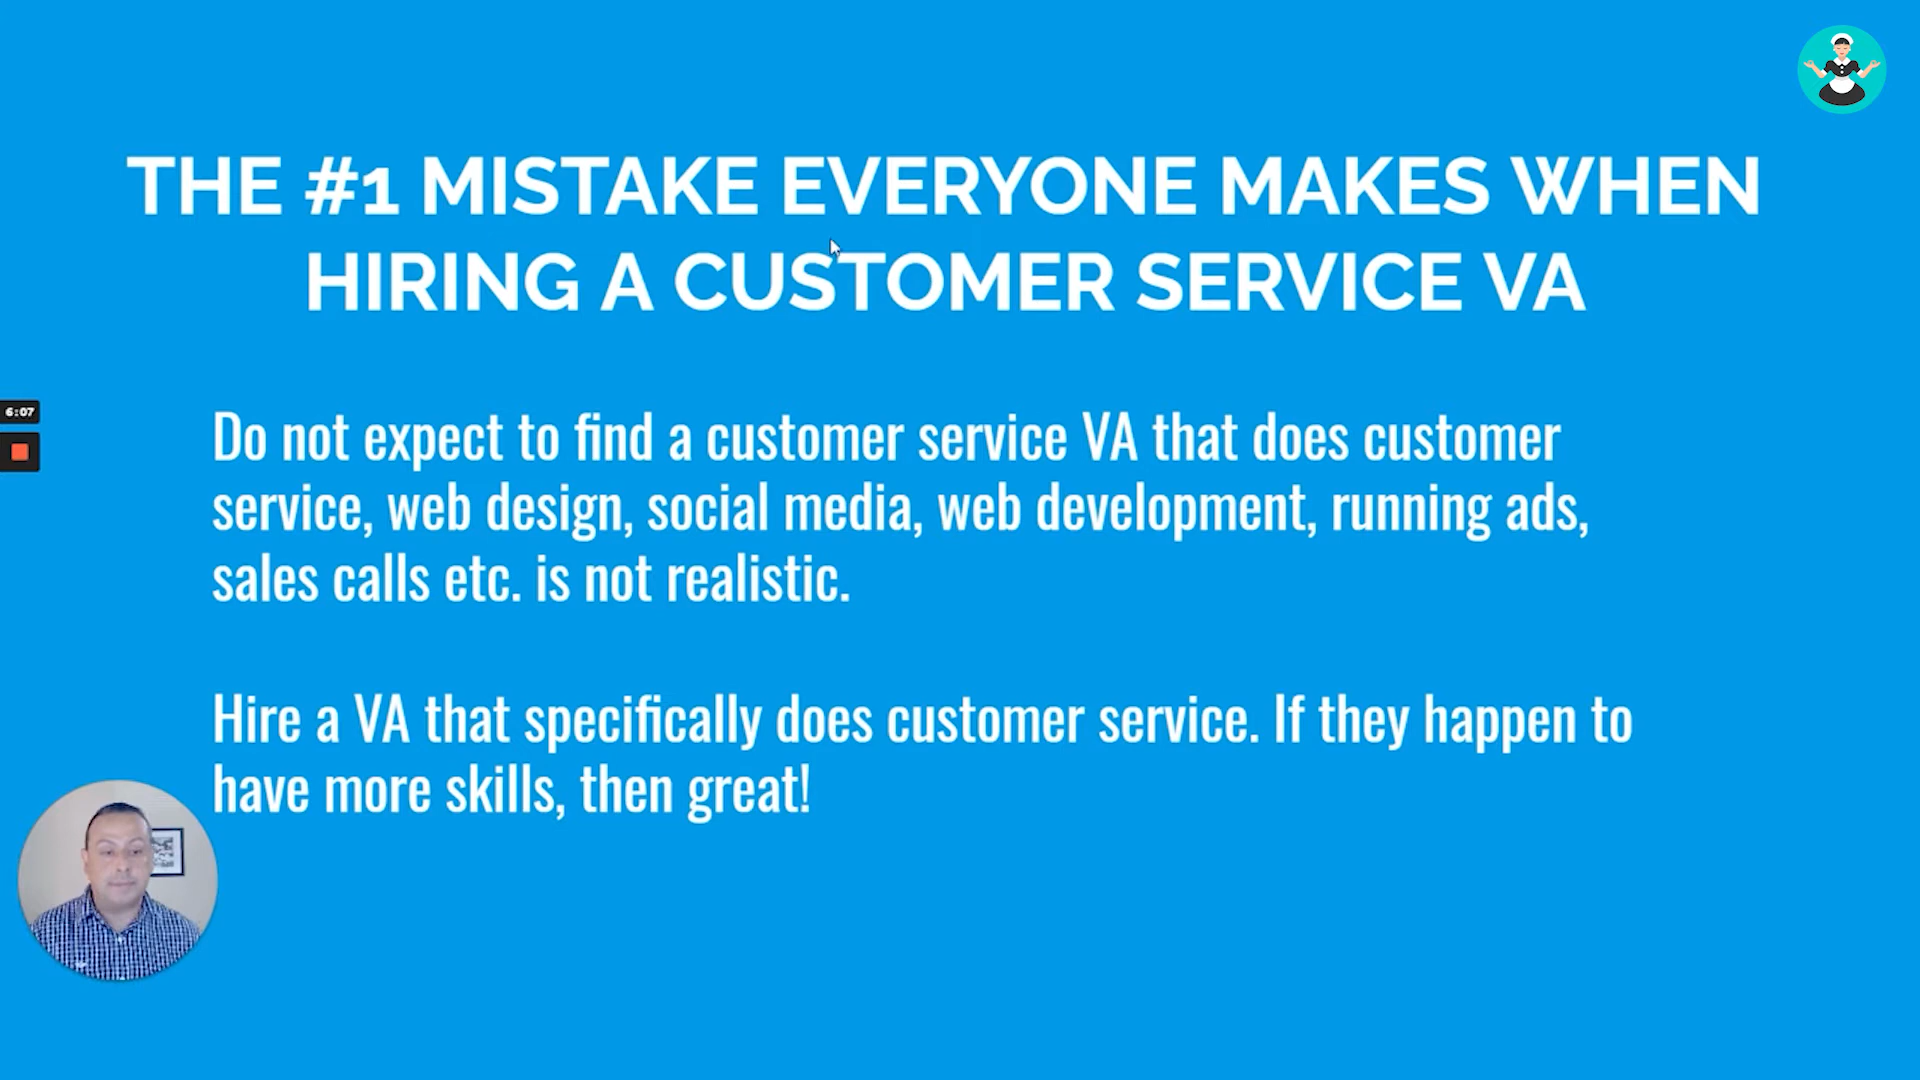 THE #1 MISTAKE EVERYONE MAKES WHEN
HIRING A CUSTOMER SERVICE VA
6:07
Do not expect to find a customer service VA that does customer
service, web design, social media, web development, running ads,
sales calls etc. is not realistic.
Hire a VA that specifically does customer service. If they happen to
have more skills, then great!